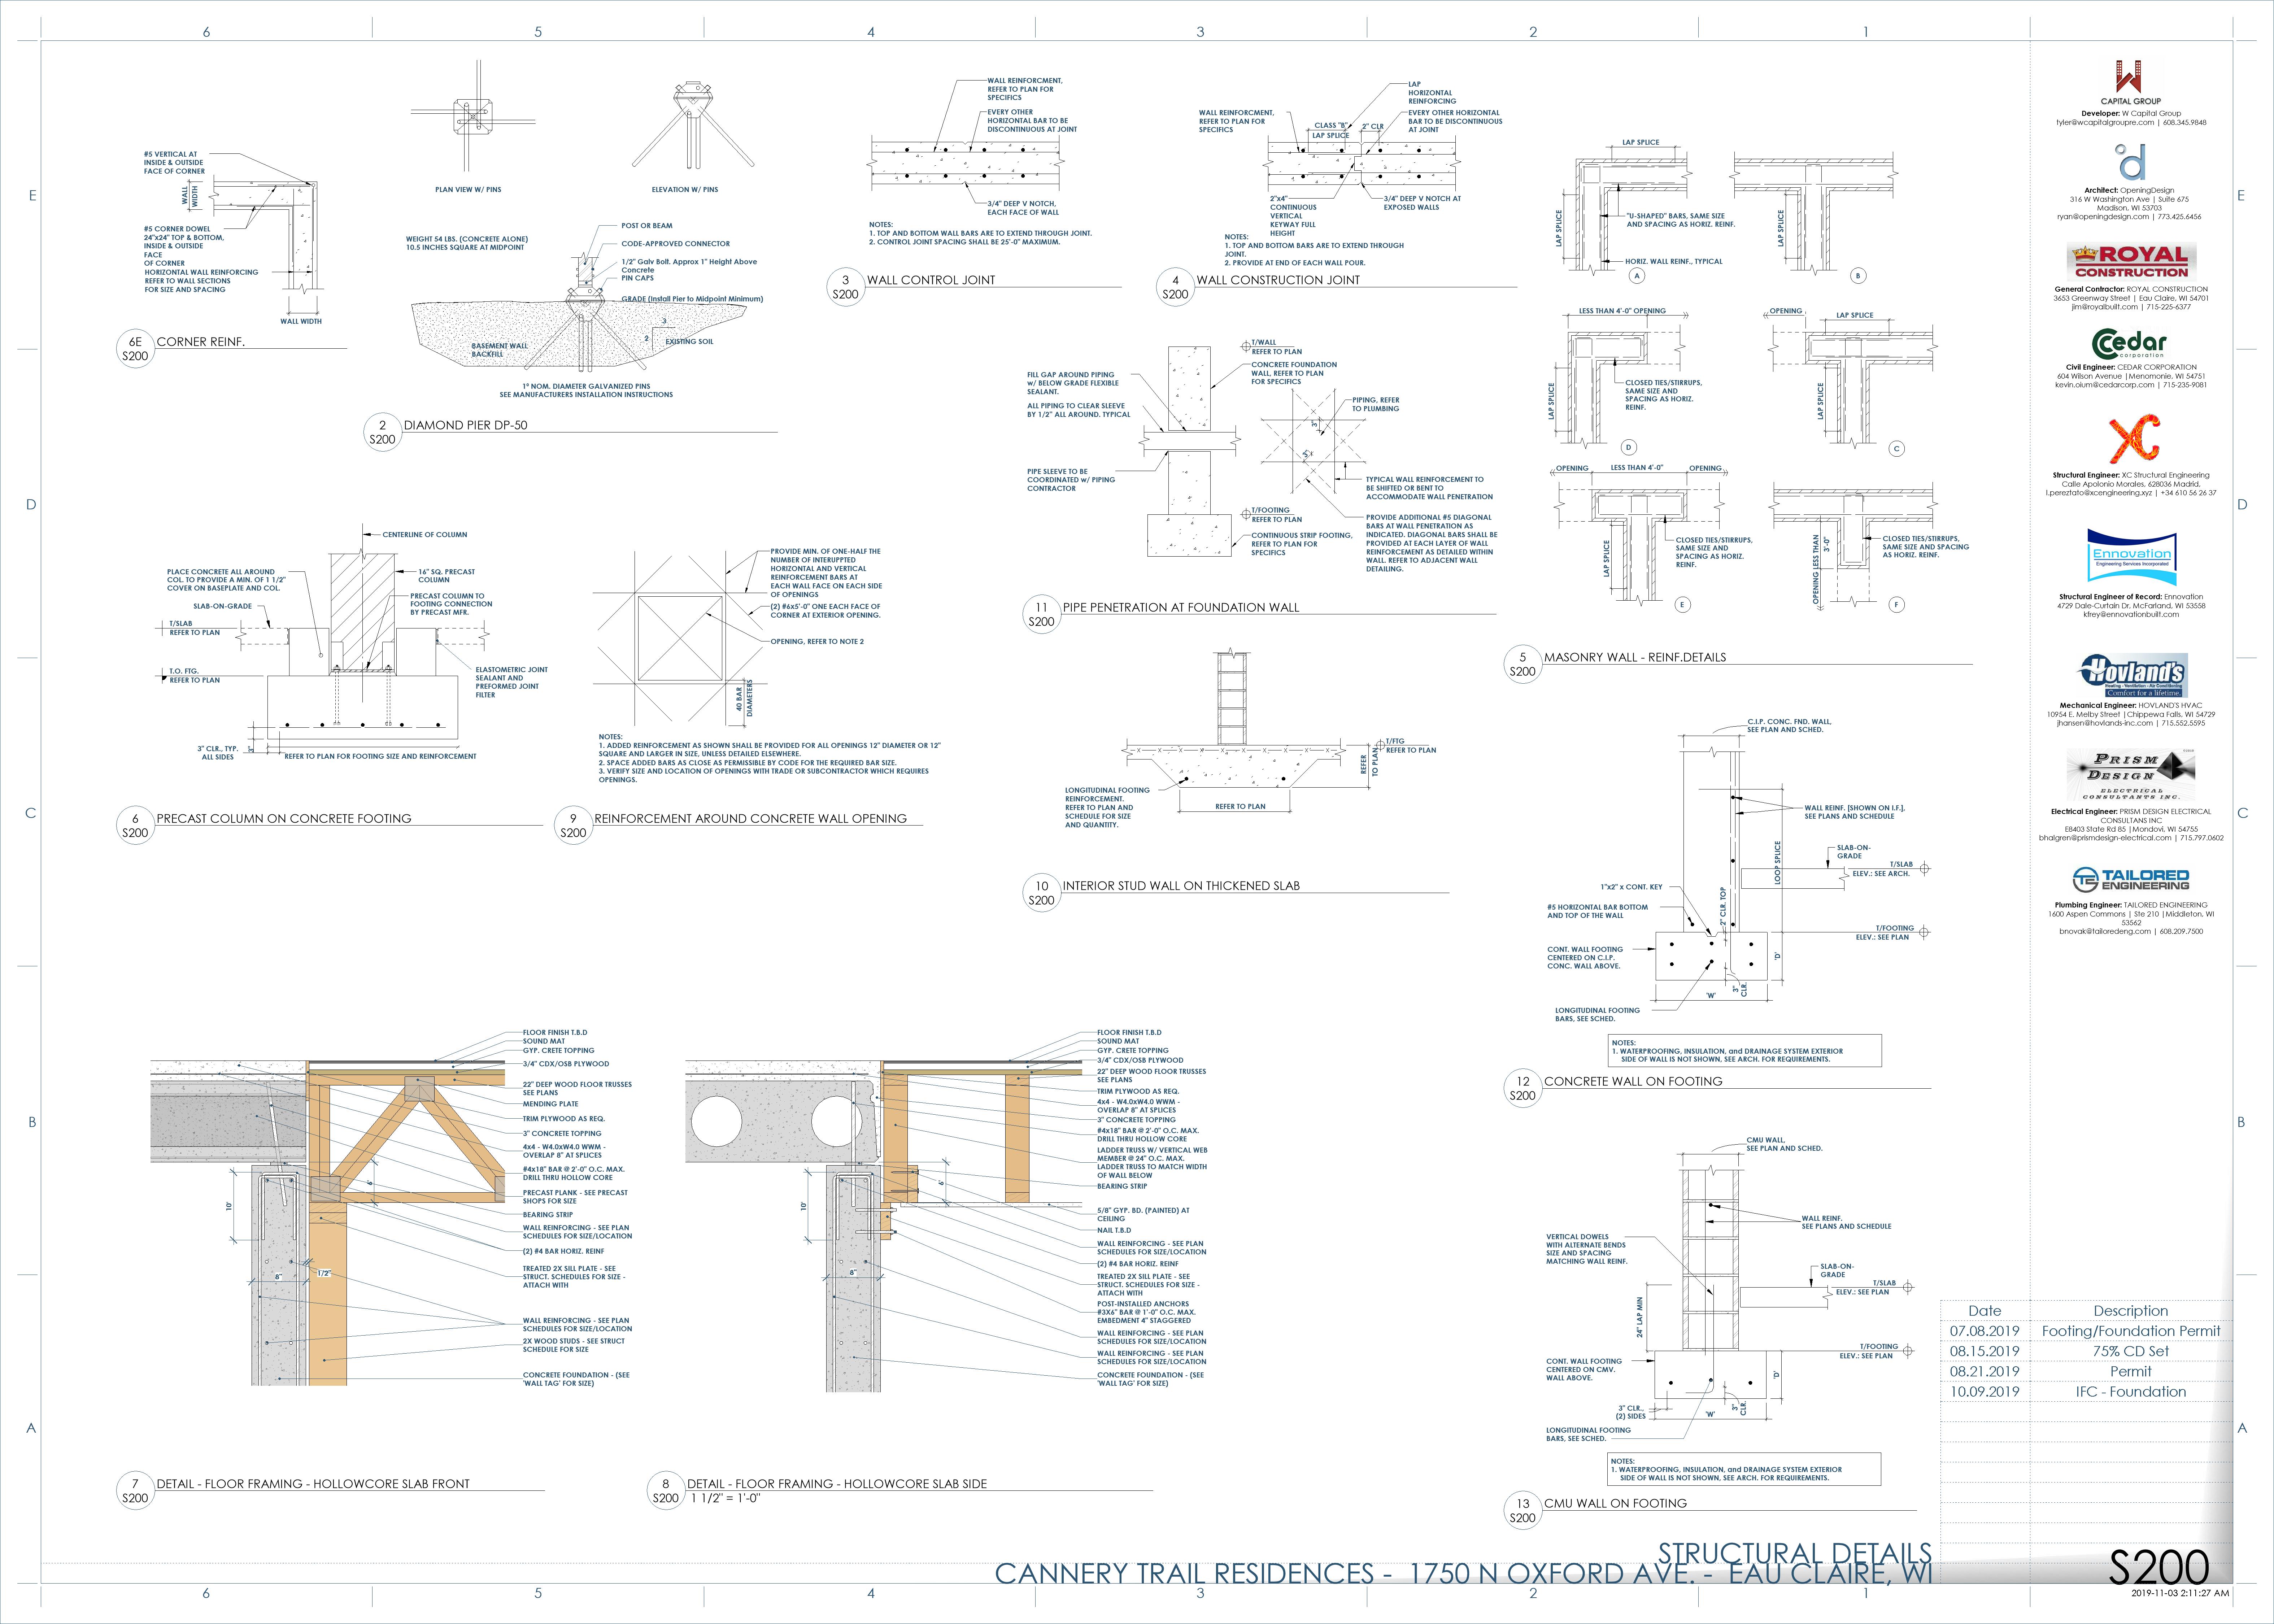 6
5
4
3
2
1
E
D
C
B
A
#5 VERTICAL AT
INSIDE & OUTSIDE
FACE OF CORNER
WALL
WIDTH
#5 CORNER DOWEL
24"x24" TOP & BOTTOM,
INSIDE & OUTSIDE
FACE
OF CORNER
HORIZONTAL WALL REINFORCING
REFER TO WALL SECTIONS
FOR SIZE AND SPACING
WALL WIDTH
6E
S200
CORNER REINF.
PLAN VIEW W/ PINS
ELEVATION W/ PINS
WEIGHT 54 LBS. (CONCRETE ALONE)
10.5 INCHES SQUARE AT MIDPOINT
POST OR BEAM
CODE-APPROVED CONNECTOR
1/2" Galv Bolt. Approx 1" Height Above
Concrete
PIN CAPS
GRADE (Install Pier to Midpoint Minimum)
3
2
EXISTING SOIL
BASEMENT WALL
BACKFILL
1" NOM. DIAMETER GALVANIZED PINS
SEE MANUFACTURERS INSTALLATION INSTRUCTIONS
2
S200
DIAMOND PIER DP-50
WALL REINFORCMENT,
REFER TO PLAN FOR
SPECIFICS
EVERY OTHER
HORIZONTAL BAR TO BE
DISCONTINUOUS AT JOINT
3/4" DEEP V NOTCH,
EACH FACE OF WALL
NOTES:
1. TOP AND BOTTOM WALL BARS ARE TO EXTEND THROUGH JOINT.
2. CONTROL JOINT SPACING SHALL BE 25'-0" MAXIMUM.
3
S200
WALL CONTROL JOINT
WALL REINFORCMENT,
REFER TO PLAN FOR
SPECIFICS
CLASS "B"
LAP SPLICE
2" CLR
LAP
HORIZONTAL
REINFORCING
EVERY OTHER HORIZONTAL
BAR TO BE DISCONTINUOUS
AT JOINT
2"x4"
CONTINUOUS
VERTICAL
KEYWAY FULL
HEIGHT
3/4" DEEP V NOTCH AT
EXPOSED WALLS
NOTES:
1. TOP AND BOTTOM BARS ARE TO EXTEND THROUGH
JOINT.
2. PROVIDE AT END OF EACH WALL POUR.
4
S200
WALL CONSTRUCTION JOINT
LAP SPLICE
LAP SPLICE
"U-SHAPED" BARS, SAME SIZE
AND SPACING AS HORIZ. REINF.
HORIZ. WALL REINF., TYPICAL
A
LAP SPLICE
B
LESS THAN 4'-0" OPENING
LAP SPLICE
CLOSED TIES/STIRRUPS,
SAME SIZE AND
SPACING AS HORIZ.
REINF.
D
OPENING
LAP SPLICE
LAP SPLICE
C
OPENING
LESS THAN 4'-0"
OPENING
LAP SPLICE
CLOSED TIES/STIRRUPS,
SAME SIZE AND
SPACING AS HORIZ.
REINF.
E
OPENING LESS THAN
3'-0"
CLOSED TIES/STIRRUPS,
SAME SIZE AND SPACING
AS HORIZ. REINF.
F
5
S200
MASONRY WALL - REINF.DETAILS
FILL GAP AROUND PIPING
w/ BELOW GRADE FLEXIBLE
SEALANT.
ALL PIPING TO CLEAR SLEEVE
BY 1/2" ALL AROUND. TYPICAL
PIPE SLEEVE TO BE
COORDINATED w/ PIPING
CONTRACTOR
T/WALL
REFER TO PLAN
CONCRETE FOUNDATION
WALL, REFER TO PLAN
FOR SPECIFICS
PIPING, REFER
TO PLUMBING
3"
3"
TYPICAL WALL REINFORCEMENT TO
BE SHIFTED OR BENT TO
ACCOMMODATE WALL PENETRATION
T/FOOTING
REFER TO PLAN
CONTINUOUS STRIP FOOTING,
REFER TO PLAN FOR
SPECIFICS
PROVIDE ADDITIONAL #5 DIAGONAL
BARS AT WALL PENETRATION AS
INDICATED. DIAGONAL BARS SHALL BE
PROVIDED AT EACH LAYER OF WALL
REINFORCEMENT AS DETAILED WITHIN
WALL. REFER TO ADJACENT WALL
DETAILING.
11
S200
PIPE PENETRATION AT FOUNDATION WALL
CENTERLINE OF COLUMN
PLACE CONCRETE ALL AROUND
COL. TO PROVIDE A MIN. OF 1 1/2"
COVER ON BASEPLATE AND COL.
SLAB-ON-GRADE
T/SLAB
REFER TO PLAN
T.O. FTG.
REFER TO PLAN
16" SQ. PRECAST
COLUMN
PRECAST COLUMN TO
FOOTING CONNECTION
BY PRECAST MFR.
ELASTOMETRIC JOINT
SEALANT AND
PREFORMED JOINT
FILTER
3" CLR., TYP.
ALL SIDES
3"
REFER TO PLAN FOR FOOTING SIZE AND REINFORCEMENT
6
S200
PRECAST COLUMN ON CONCRETE FOOTING
PROVIDE MIN. OF ONE-HALF THE
NUMBER OF INTERUPPTED
HORIZONTAL AND VERTICAL
REINFORCEMENT BARS AT
EACH WALL FACE ON EACH SIDE
OF OPENINGS
(2) #6x5'-0" ONE EACH FACE OF
CORNER AT EXTERIOR OPENING.
OPENING, REFER TO NOTE 2
40 BAR
DIAMETERS
NOTES:
1. ADDED REINFORCEMENT AS SHOWN SHALL BE PROVIDED FOR ALL OPENINGS 12" DIAMETER OR 12"
SQUARE AND LARGER IN SIZE, UNLESS DETAILED ELSEWHERE.
2. SPACE ADDED BARS AS CLOSE AS PERMISSIBLE BY CODE FOR THE REQUIRED BAR SIZE.
3. VERIFY SIZE AND LOCATION OF OPENINGS WITH TRADE OR SUBCONTRACTOR WHICH REQUIRES
OPENINGS.
9
S200
REINFORCEMENT AROUND CONCRETE WALL OPENING
T/FTG
REFER TO PLAN
REFER
TO PLAN
LONGITUDINAL FOOTING
REINFORCEMENT.
REFER TO PLAN AND
SCHEDULE FOR SIZE
AND QUANTITY.
REFER TO PLAN
10
S200
INTERIOR STUD WALL ON THICKENED SLAB
C.I.P. CONC. FND. WALL,
SEE PLAN AND SCHED.
WALL REINF. [SHOWN ON I.F.],
SEE PLANS AND SCHEDULE
LOOP SPLICE
SLAB-ON-
GRADE
T/SLAB
ELEV.: SEE ARCH.
1"x2" x CONT. KEY
#5 HORIZONTAL BAR BOTTOM
AND TOP OF THE WALL
2" CLR. TOP
T/FOOTING
ELEV.: SEE PLAN
CONT. WALL FOOTING
CENTERED ON C.I.P.
CONC. WALL ABOVE.
'D'
'W'
3"
CLR.
LONGITUDINAL FOOTING
BARS, SEE SCHED.
NOTES:
1. WATERPROOFING, INSULATION, and DRAINAGE SYSTEM EXTERIOR
SIDE OF WALL IS NOT SHOWN, SEE ARCH. FOR REQUIREMENTS.
12
S200
CONCRETE WALL ON FOOTING
FLOOR FINISH T.B.D
SOUND MAT
GYP. CRETE TOPPING
3/4" CDX/OSB PLYWOOD
22" DEEP WOOD FLOOR TRUSSES
SEE PLANS
MENDING PLATE
TRIM PLYWOOD AS REQ.
3" CONCRETE TOPPING
4x4 - W4.0xW4.0 WWM -
OVERLAP 8" AT SPLICES
#4x18" BAR @ 2'-0" O.C. MAX.
DRILL THRU HOLLOW CORE
PRECAST PLANK - SEE PRECAST
SHOPS FOR SIZE
BEARING STRIP
WALL REINFORCING - SEE PLAN
SCHEDULES FOR SIZE/LOCATION
(2) #4 BAR HORIZ. REINF
TREATED 2X SILL PLATE - SEE
STRUCT. SCHEDULES FOR SIZE -
ATTACH WITH
WALL REINFORCING - SEE PLAN
SCHEDULES FOR SIZE/LOCATION
2X WOOD STUDS - SEE STRUCT
SCHEDULE FOR SIZE
CONCRETE FOUNDATION - (SEE
'WALL TAG' FOR SIZE)
10'
6"
8"
1/2"
7
S200
DETAIL - FLOOR FRAMING - HOLLOWCORE SLAB FRONT
FLOOR FINISH T.B.D
SOUND MAT
GYP. CRETE TOPPING
3/4" CDX/OSB PLYWOOD
22" DEEP WOOD FLOOR TRUSSES
SEE PLANS
TRIM PLYWOOD AS REQ.
4x4 - W4.0xW4.0 WWM -
OVERLAP 8" AT SPLICES
3" CONCRETE TOPPING
#4x18" BAR @ 2'-0" O.C. MAX.
DRILL THRU HOLLOW CORE
LADDER TRUSS W/ VERTICAL WEB
MEMBER @ 24" O.C. MAX.
LADDER TRUSS TO MATCH WIDTH
OF WALL BELOW
BEARING STRIP
5/8" GYP. BD. (PAINTED) AT
CEILING
NAIL T.B.D
WALL REINFORCING - SEE PLAN
SCHEDULES FOR SIZE/LOCATION
(2) #4 BAR HORIZ. REINF
TREATED 2X SILL PLATE - SEE
STRUCT. SCHEDULES FOR SIZE -
ATTACH WITH
POST-INSTALLED ANCHORS
#3X6" BAR @ 1'-0" O.C. MAX.
EMBEDMENT 4" STAGGERED
WALL REINFORCING - SEE PLAN
SCHEDULES FOR SIZE/LOCATION
WALL REINFORCING - SEE PLAN
SCHEDULES FOR SIZE/LOCATION
CONCRETE FOUNDATION - (SEE
'WALL TAG' FOR SIZE)
10'
6"
8"
8
S200
DETAIL - FLOOR FRAMING - HOLLOWCORE SLAB SIDE
1 1/2" = 1'-0"
CMU WALL,
SEE PLAN AND SCHED.
WALL REINF.
SEE PLANS AND SCHEDULE
VERTICAL DOWELS
WITH ALTERNATE BENDS
SIZE AND SPACING
MATCHING WALL REINF.
SLAB-ON-
GRADE
T/SLAB
ELEV.: SEE PLAN
24" LAP MIN
T/FOOTING
ELEV.: SEE PLAN
CONT. WALL FOOTING
CENTERED ON CMV.
WALL ABOVE.
'D'
3" CLR.,
(2) SIDES
'W'
3"
CLR.
LONGITUDINAL FOOTING
BARS, SEE SCHED.
NOTES:
1. WATERPROOFING, INSULATION, and DRAINAGE SYSTEM EXTERIOR
SIDE OF WALL IS NOT SHOWN, SEE ARCH. FOR REQUIREMENTS.
13
S200
CMU WALL ON FOOTING
W
CAPITAL GROUP
Developer: W Capital Group
tyler@wcapitalgroupre.com | 608.345.9848
d
Architect: OpeningDesign
316 W Washington Ave | Suite 675
Madison, WI 53703
ryan@openingdesign.com | 773.425.6456
ROYAL
CONSTRUCTION
General Contractor: ROYAL CONSTRUCTION
3653 Greenway Street | Eau Claire, WI 54701
jim@royalbuilt.com | 715-225-6377
Cedar
corporation
Civil Engineer: CEDAR CORPORATION
604 Wilson Avenue |Menomonie, WI 54751
kevin.oium@cedarcorp.com | 715-235-9081
XC
Structural Engineer: XC Structural Engineering
Calle Apolonio Morales, 628036 Madrid,
l.pereztato@xcengineering.xyz | +34 610 56 26 37
Ennovation
Engineering Services Incorporated
Structural Engineer of Record: Ennovation
4729 Dale-Curtain Dr, McFarland, WI 53558
kfrey@ennovationbuilt.com
Hovland's
Heating - Ventilation - Air Conditioning
Comfort for a lifetime.
Mechanical Engineer: HOVLAND'S HVAC
10954 E. Melby Street |Chippewa Falls, WI 54729
jhansen@hovlands-inc.com | 715.552.5595
PRISM
DESIGN
ELECTRICAL
CONSULTANTS INC.
Electrical Engineer: PRISM DESIGN ELECTRICAL
CONSULTANS INC
E8403 State Rd 85 |Mondovi, WI 54755
bhalgren@prismdesign-electrical.com | 715.797.0602
TE TAILORED
ENGINEERING
Plumbing Engineer: TAILORED ENGINEERING
1600 Aspen Commons | Ste 210 |Middleton, WI
53562
bnovak@tailoredeng.com | 608.209.7500
Date Description
07.08.2019 Footing/Foundation Permit
08.15.2019 75% CD Set
08.21.2019 Permit
10.09.2019 IFC - Foundation
STRUCTURAL DETAILS
CANNERY TRAIL RESIDENCES - 1750 N OXFORD AVE. - EAU CLAIRE, WI
S200
2019-11-03 2:11:27 AM
E
D
C
B
A
6
5
4
3
2
1